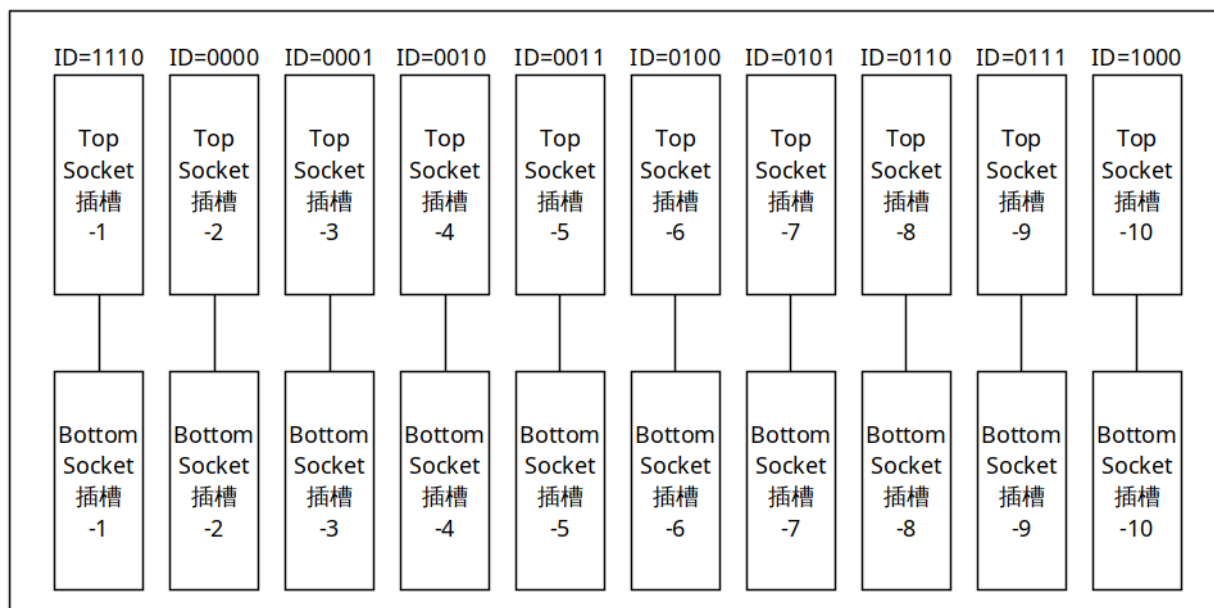 ID=1110 ID=0000 ID=0001 ID=0010 ID=0011 ID=0100 ID=0101 ID=0110 ID=0111 ID=1000
Top Top Top Top Top Top Top Top Top Top
Socket Socket Socket Socket Socket Socket Socket Socket Socket Socket
插槽 插槽 插槽 插槽 插槽 插槽 插槽 插槽 插槽 插槽
-1 -2 -3 -4 -5 -6 -7 -8 -9 -10
Bottom Bottom Bottom Bottom Bottom Bottom Bottom Bottom Bottom Bottom
Socket Socket Socket Socket Socket Socket Socket Socket Socket Socket
插槽 插槽 插槽 插槽 插槽 插槽 插槽 插槽 插槽 插槽
-1 -2 -3 -4 -5 -6 -7 -8 -9 -10